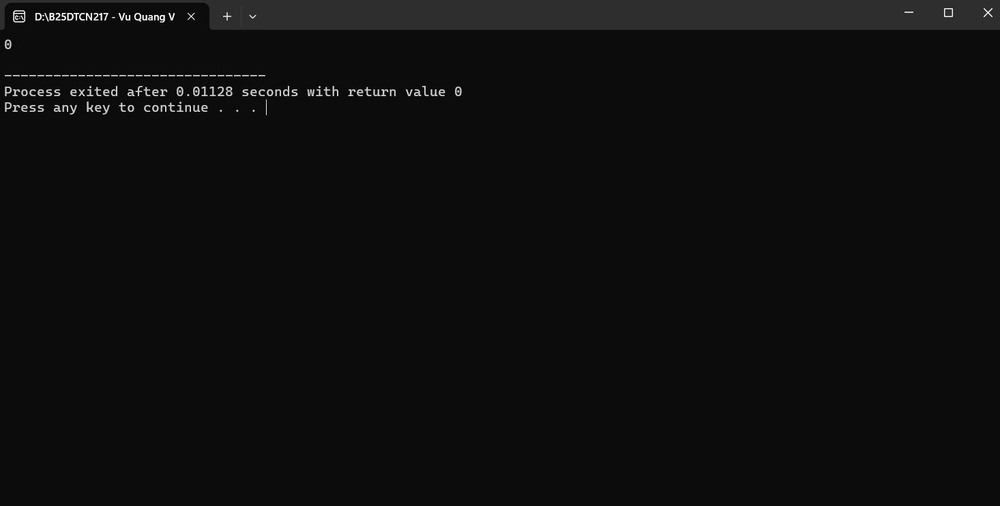 D:\B25DTCN217 - Vu Quang V
0
--------------------------------
Process exited after 0.01128 seconds with return value 0
Press any key to continue . . .